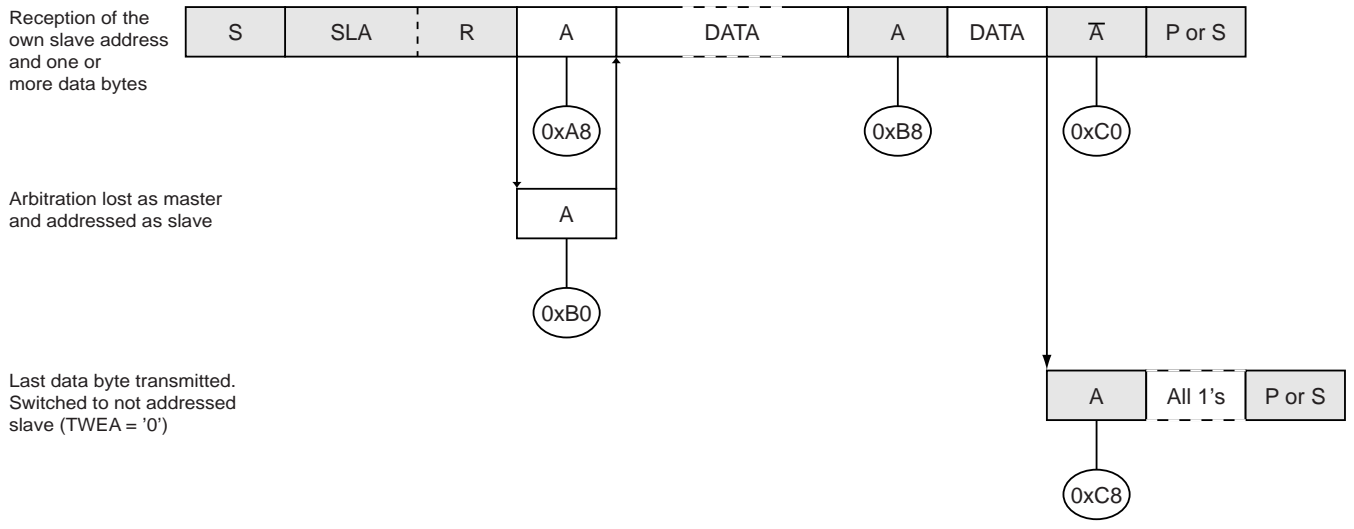 Reception of the
own slave address
and one or
more data bytes
S SLA R A DATA A DATA A̅ P or S
0xA8 0xB8 0xC0
Arbitration lost as master
and addressed as slave
A
0xB0
Last data byte transmitted.
Switched to not addressed
slave (TWEA = '0')
A All 1's P or S
0xC8